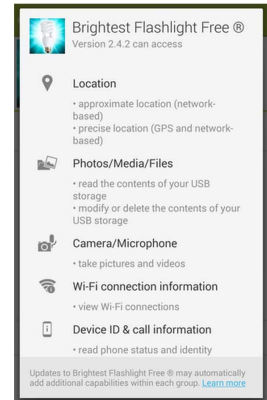 Brightest Flashlight Free ®
Version 2.4.2 can access
Location
• approximate location (network-
based)
• precise location (GPS and network-
based)
Photos/Media/Files
• read the contents of your USB
storage
• modify or delete the contents of your
USB storage
Camera/Microphone
• take pictures and videos
Wi-Fi connection information
• view Wi-Fi connections
Device ID & call information
• read phone status and identity
Updates to Brightest Flashlight Free ® may automatically
add additional capabilities within each group. Learn more